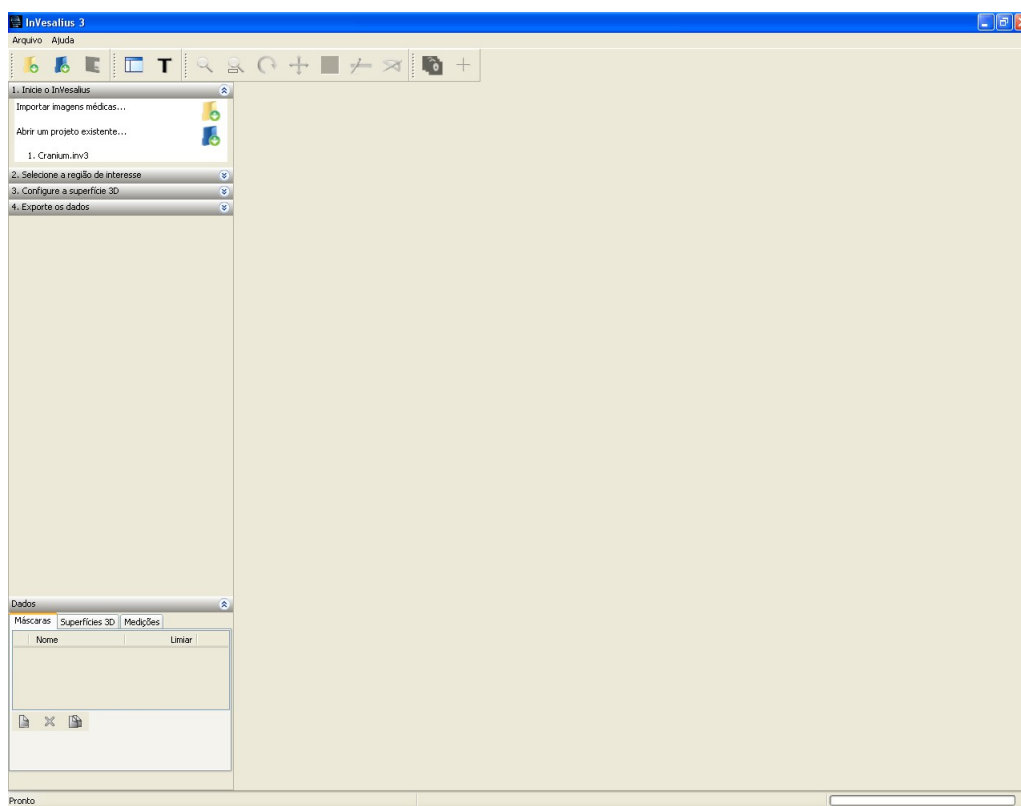 InVesalius 3
Arquivo Ajuda
T
1. Inicie o InVesalius
Importar imagens médicas...
Abrir um projeto existente...
1. Cranium.inv3
2. Selecione a região de interesse
3. Configure a superfície 3D
4. Exporte os dados
Dados
Máscaras Superfícies 3D Medições
Nome Limiar
Pronto